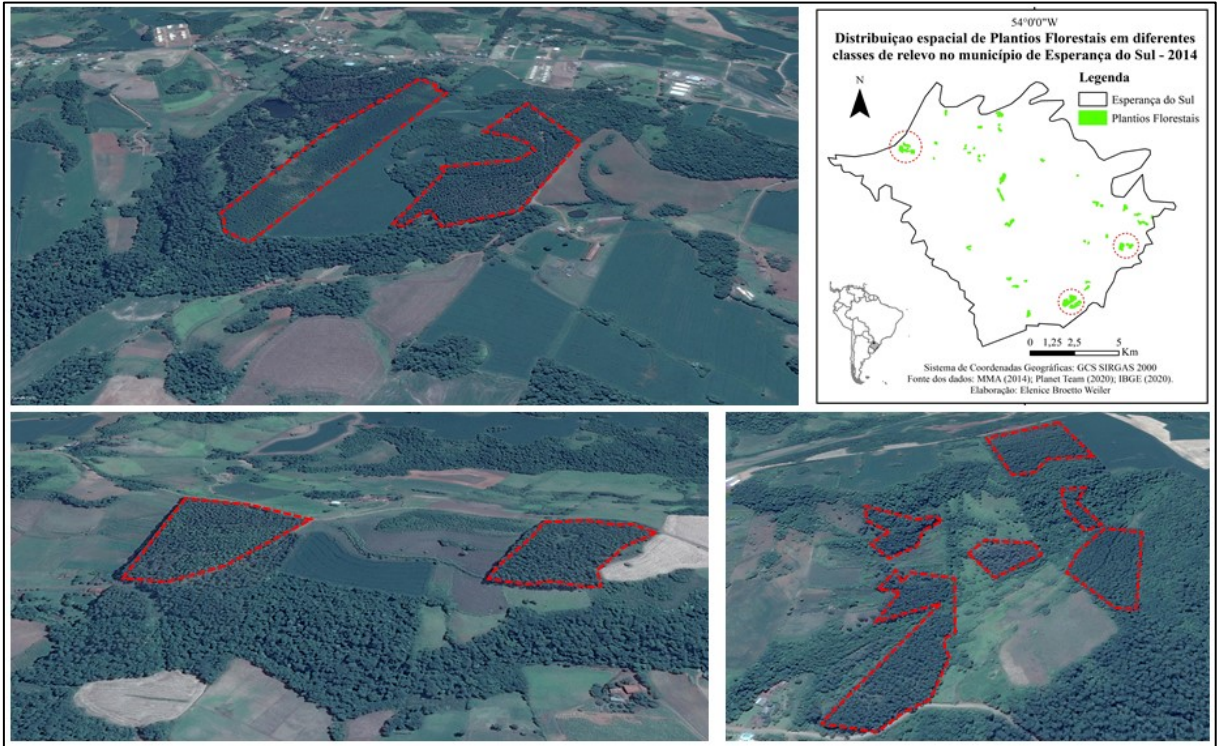 54°0'0"W
Distribuiçao espacial de Plantios Florestais em diferentes
classes de relevo no município de Esperança do Sul - 2014
Legenda
N
Esperança do Sul
Plantios Florestais
0 1,25 2,5 5
Km
Sistema de Coordenadas Geográficas: GCS SIRGAS 2000
Fonte dos dados: MMA (2014); Planet Team (2020); IBGE (2020).
Elaboração: Elenice Broetto Weiler